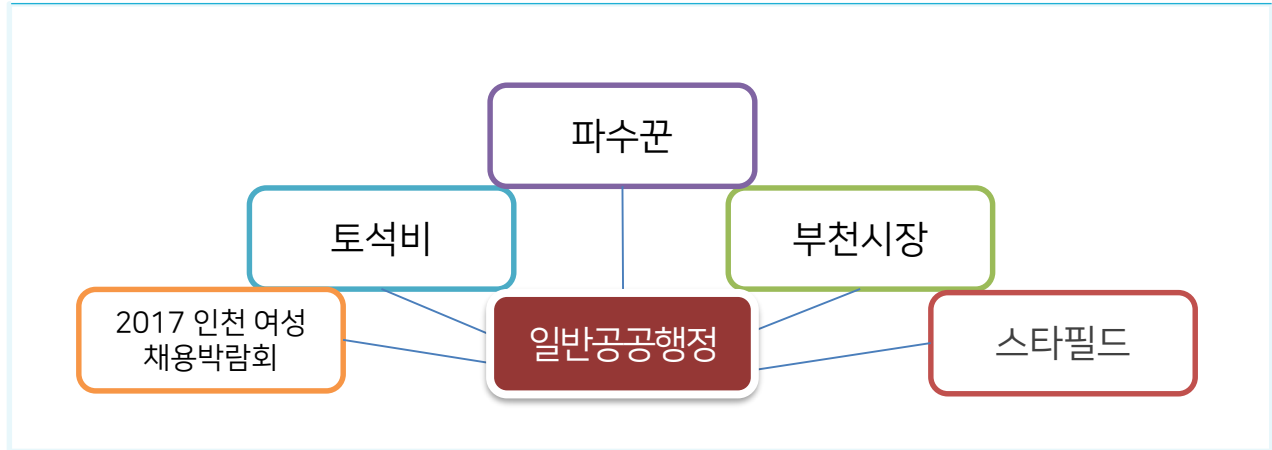 파수꾼
토석비
부천시장
2017 인천 여성
채용박람회
일반공공행정
스타필드